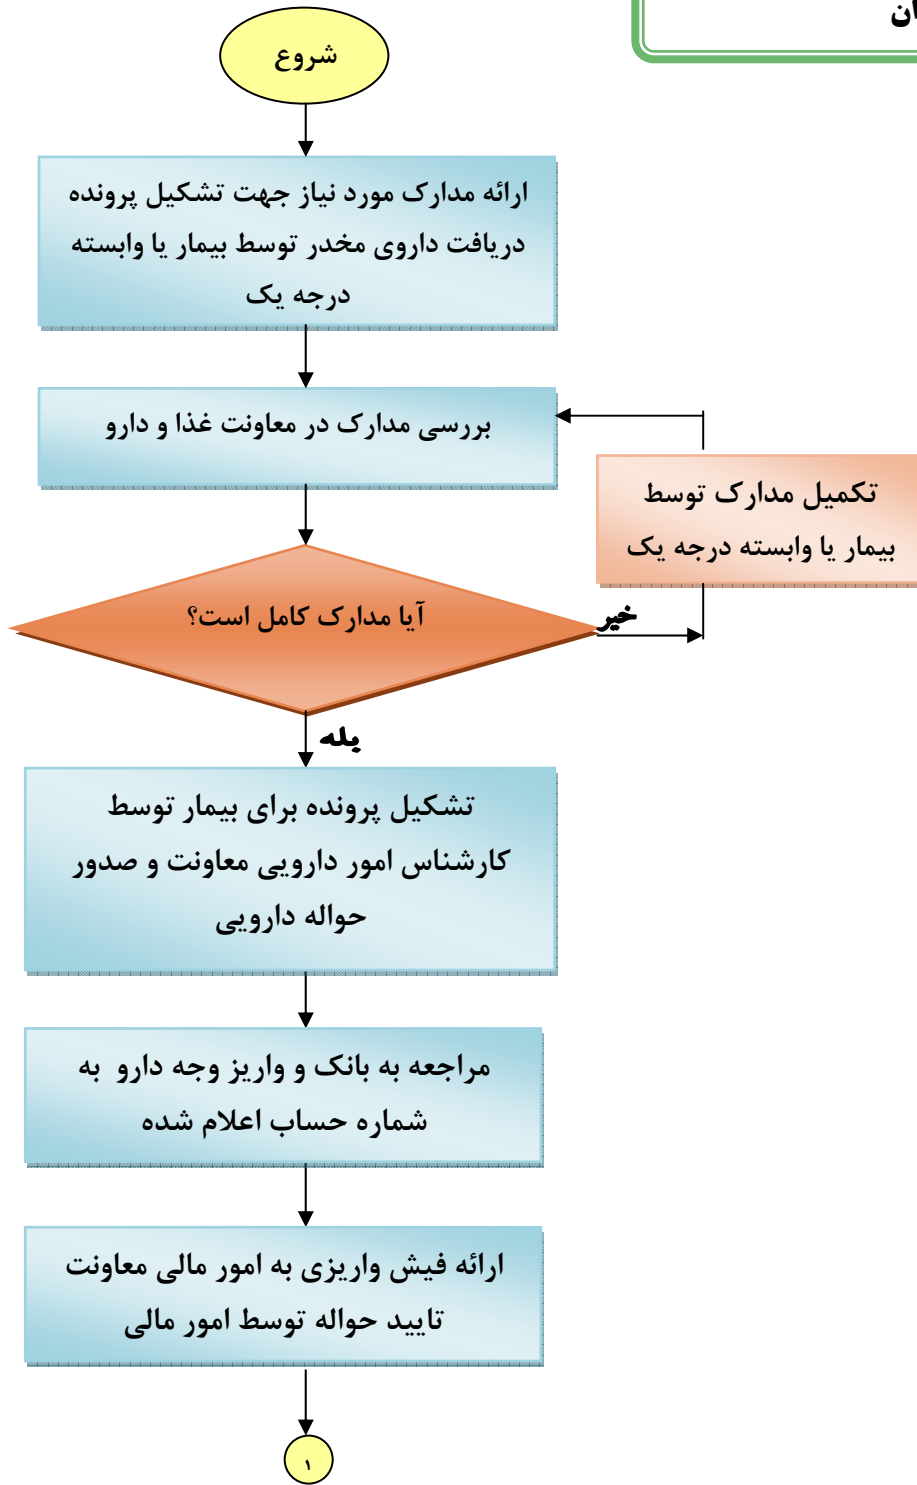 ان
شروع
ارائه مدارک مورد نیاز جهت تشکیل پرونده
دریافت داروی مخدر توسط بیمار یا وابسته
درجه یک
بررسی مدارک در معاونت غذا و دارو
تکمیل مدارک توسط
بیمار یا وابسته درجه یک
آیا مدارک کامل است؟
خیر
بله
تشکیل پرونده برای بیمار توسط
کارشناس امور دارویی معاونت و صدور
حواله دارویی
مراجعه به بانک و واریز وجه دارو به
شماره حساب اعلام شده
ارائه فیش واریزی به امور مالی معاونت
تایید حواله توسط امور مالی
۱